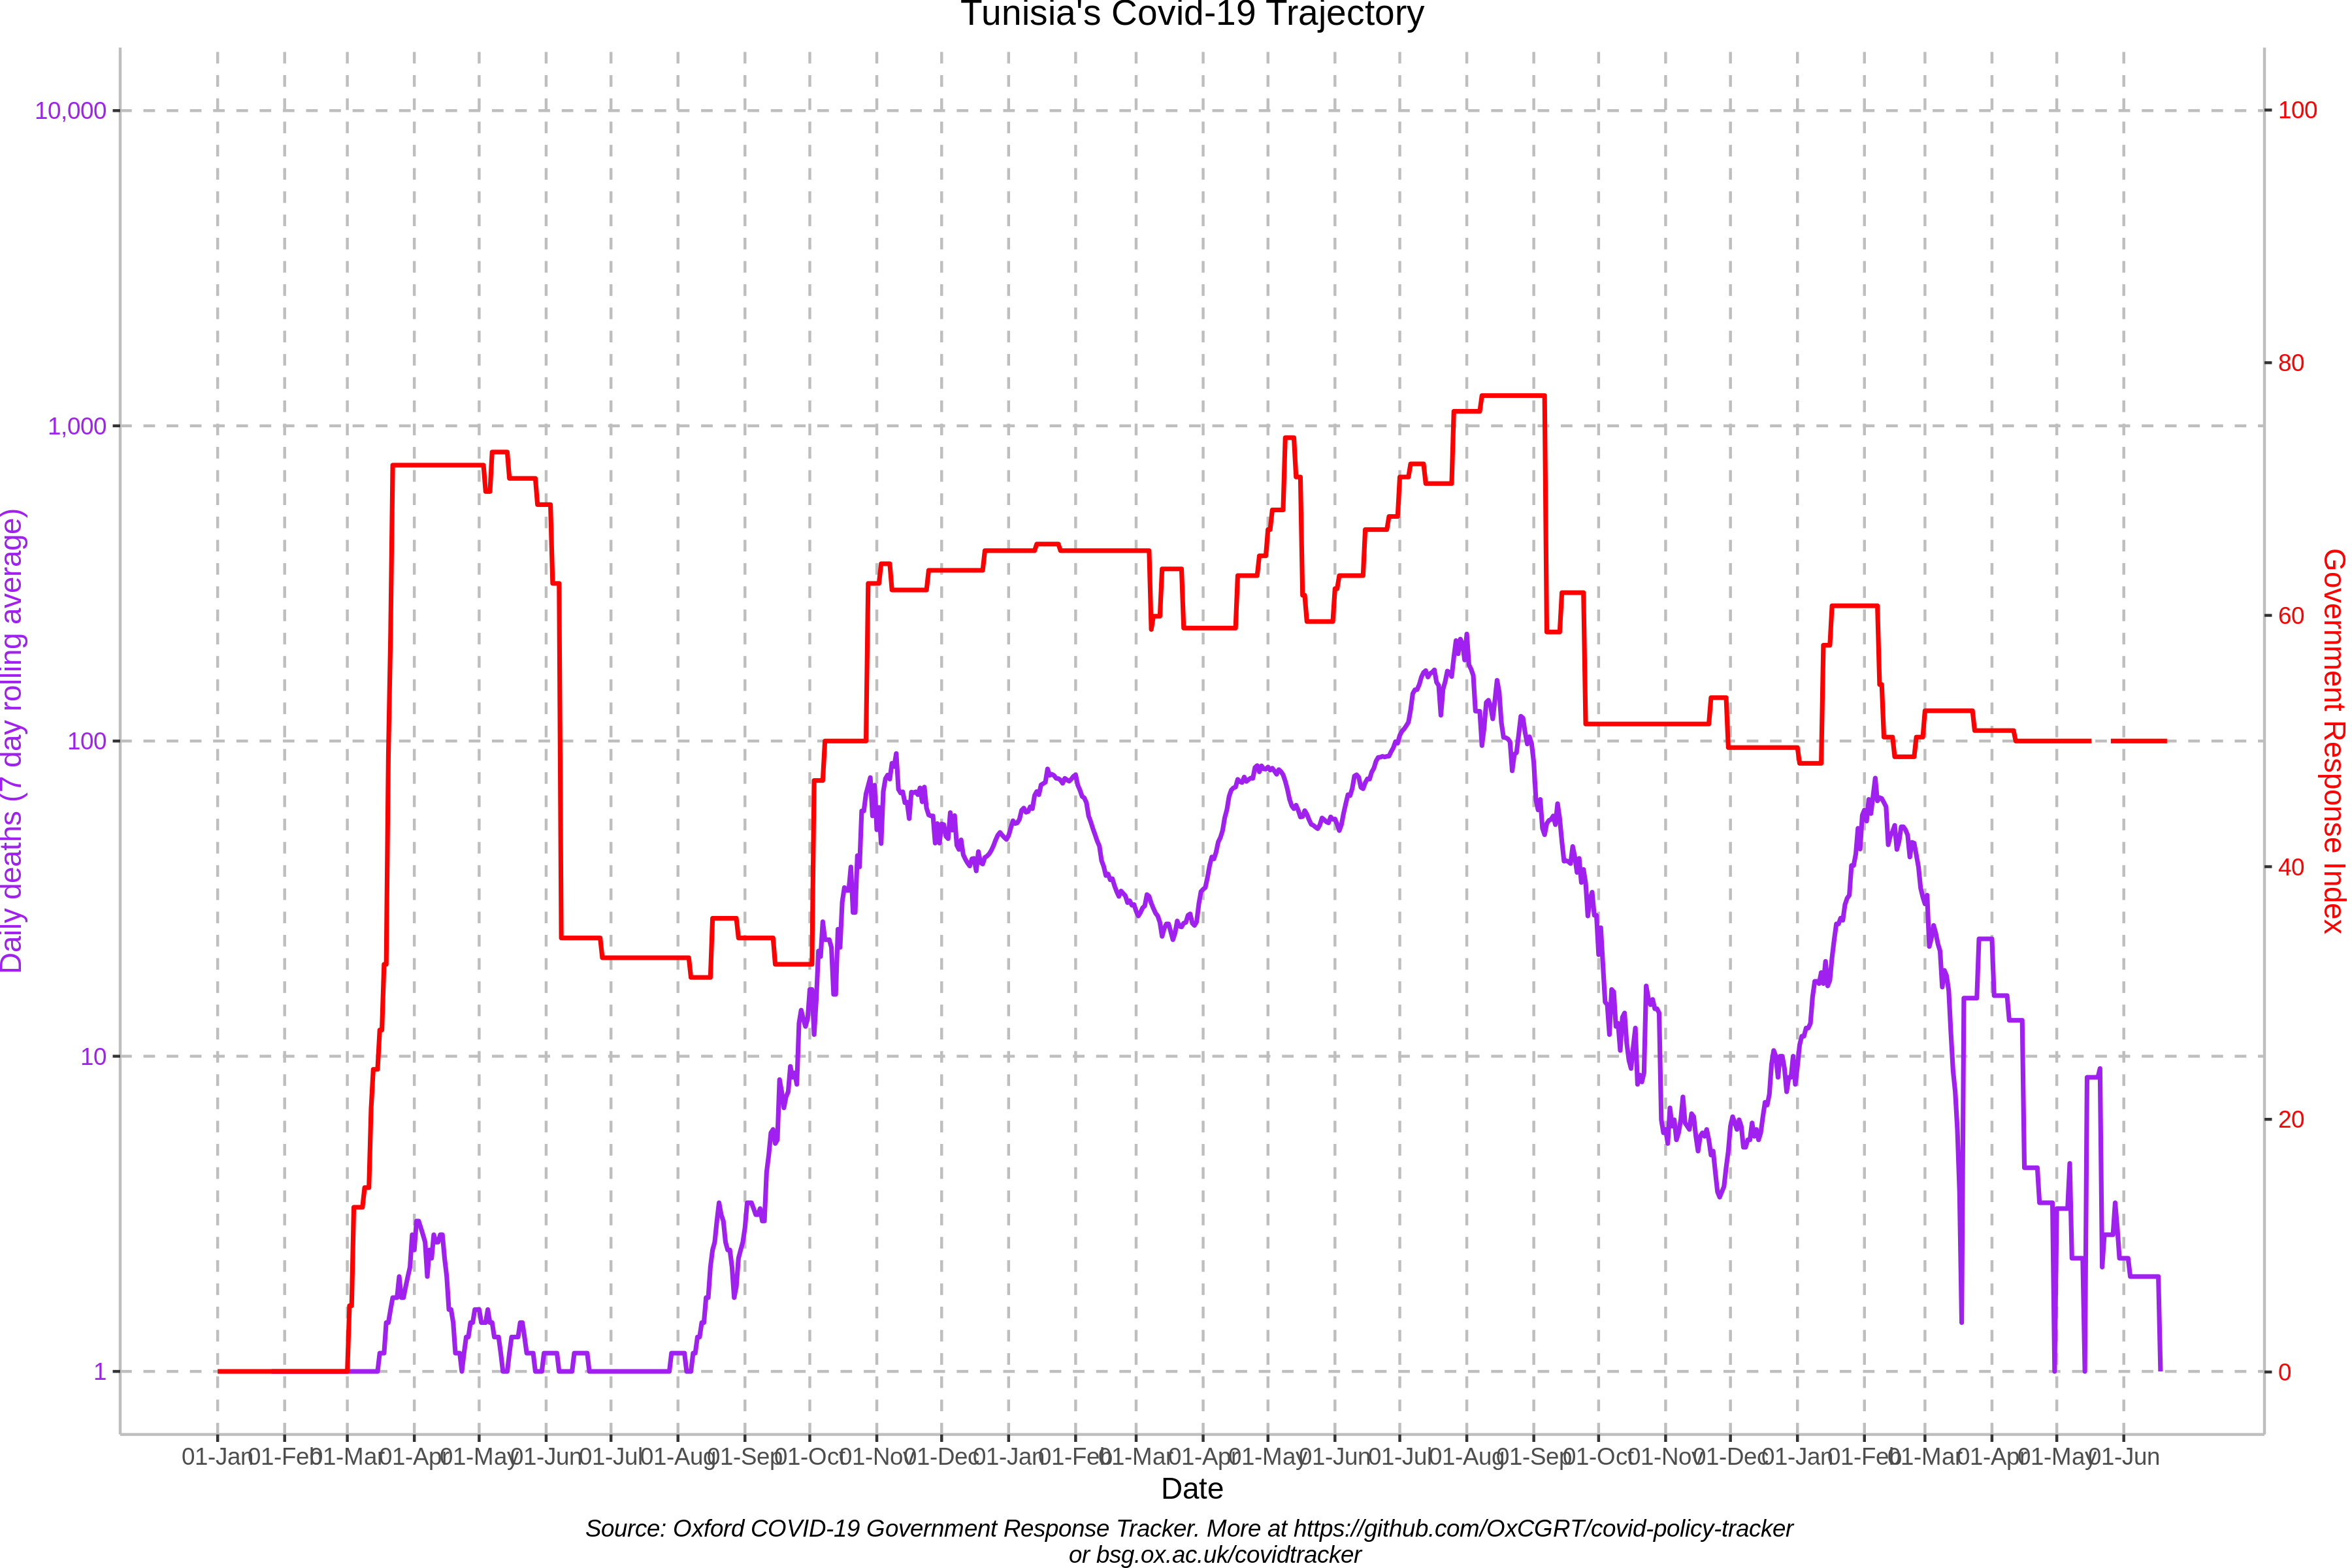 Tunisia's Covid-19 Trajectory
10,000
1,000
100
10
1
Daily deaths (7 day rolling average)
100
80
60
40
20
0
Government Response Index
01-Jan 01-Feb 01-Mar 01-Apr 01-May 01-Jun 01-Jul 01-Aug 01-Sep 01-Oct 01-Nov 01-Dec 01-Jan 01-Feb 01-Mar 01-Apr 01-May 01-Jun 01-Jul 01-Aug 01-Sep 01-Oct 01-Nov 01-Dec 01-Jan 01-Feb 01-Mar 01-Apr 01-May 01-Jun
Date
Source: Oxford COVID-19 Government Response Tracker. More at https://github.com/OxCGRT/covid-policy-tracker
or bsg.ox.ac.uk/covidtracker